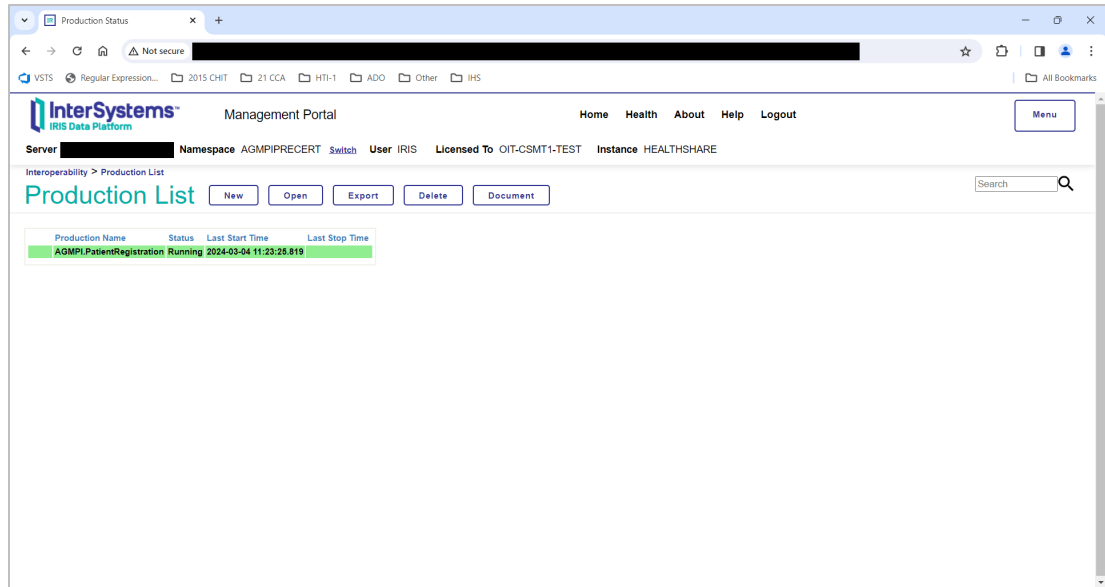 Production Status
Not secure
VSTS Regular Expression... 2015 CHIT 21 CCA HTI-1 ADO Other IHS All Bookmarks
InterSystems™ Management Portal Home Health About Help Logout Menu
IRIS Data Platform
Server Namespace AGMPIPRECERT Switch User IRIS Licensed To OIT-CSMT1-TEST Instance HEALTHSHARE
Interoperability > Production List
Production List New Open Export Delete Document Search
Production Name Status Last Start Time Last Stop Time
AGMPI.PatientRegistration Running 2024-03-04 11:23:25.819